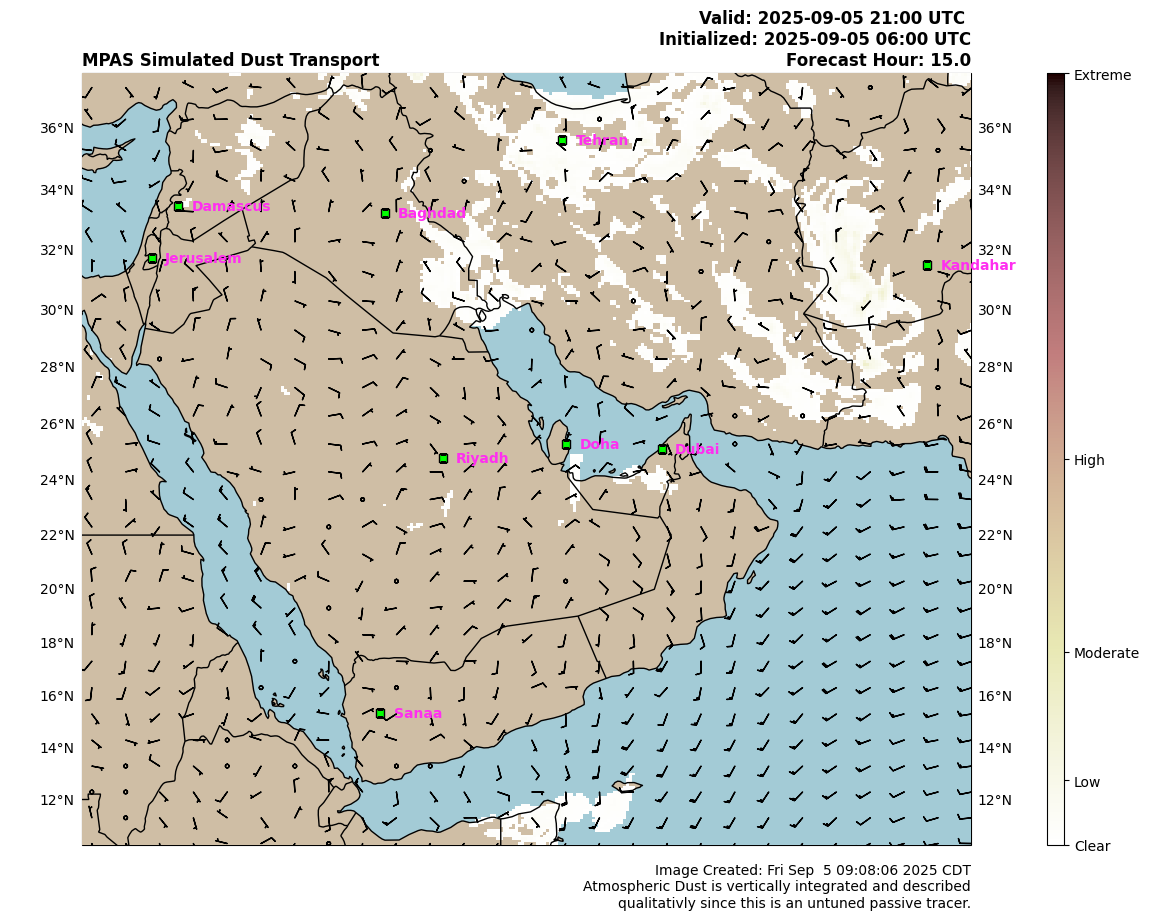 Valid: 2025-09-05 21:00 UTC
Initialized: 2025-09-05 06:00 UTC
MPAS Simulated Dust Transport
Forecast Hour: 15.0
Extreme
36°N
Tehran
36°N
34°N
Damascus
Baghdad
34°N
32°N
Jerusalem
32°N
Kandahar
30°N
30°N
28°N
28°N
26°N
Doha
Dubai
26°N
Riyadh
High
24°N
24°N
22°N
22°N
20°N
20°N
18°N
18°N
Moderate
16°N
16°N
Sanaa
14°N
14°N
Low
12°N
12°N
Clear
Image Created: Fri Sep  5 09:08:06 2025 CDT
Atmospheric Dust is vertically integrated and described
qualitativly since this is an untuned passive tracer.